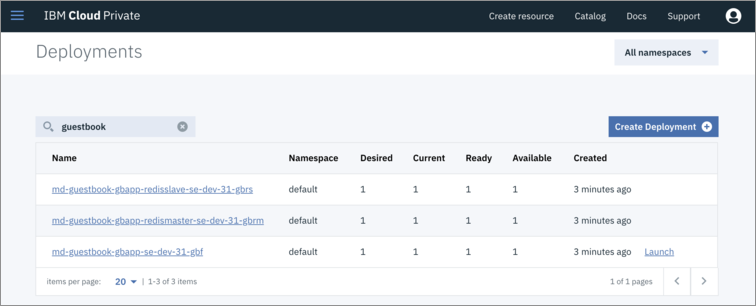 IBM Cloud Private Create resource Catalog Docs Support
Deployments All namespaces
guestbook Create Deployment
Name Namespace Desired Current Ready Available Created
md-guestbook-gbapp-redisslave-se-dev-31-gbrs default 1 1 1 1 3 minutes ago
md-guestbook-gbapp-redismaster-se-dev-31-gbrm default 1 1 1 1 3 minutes ago
md-guestbook-gbapp-se-dev-31-gbf default 1 1 1 1 3 minutes ago Launch
items per page: 20 | 1-3 of 3 items 1 of 1 pages